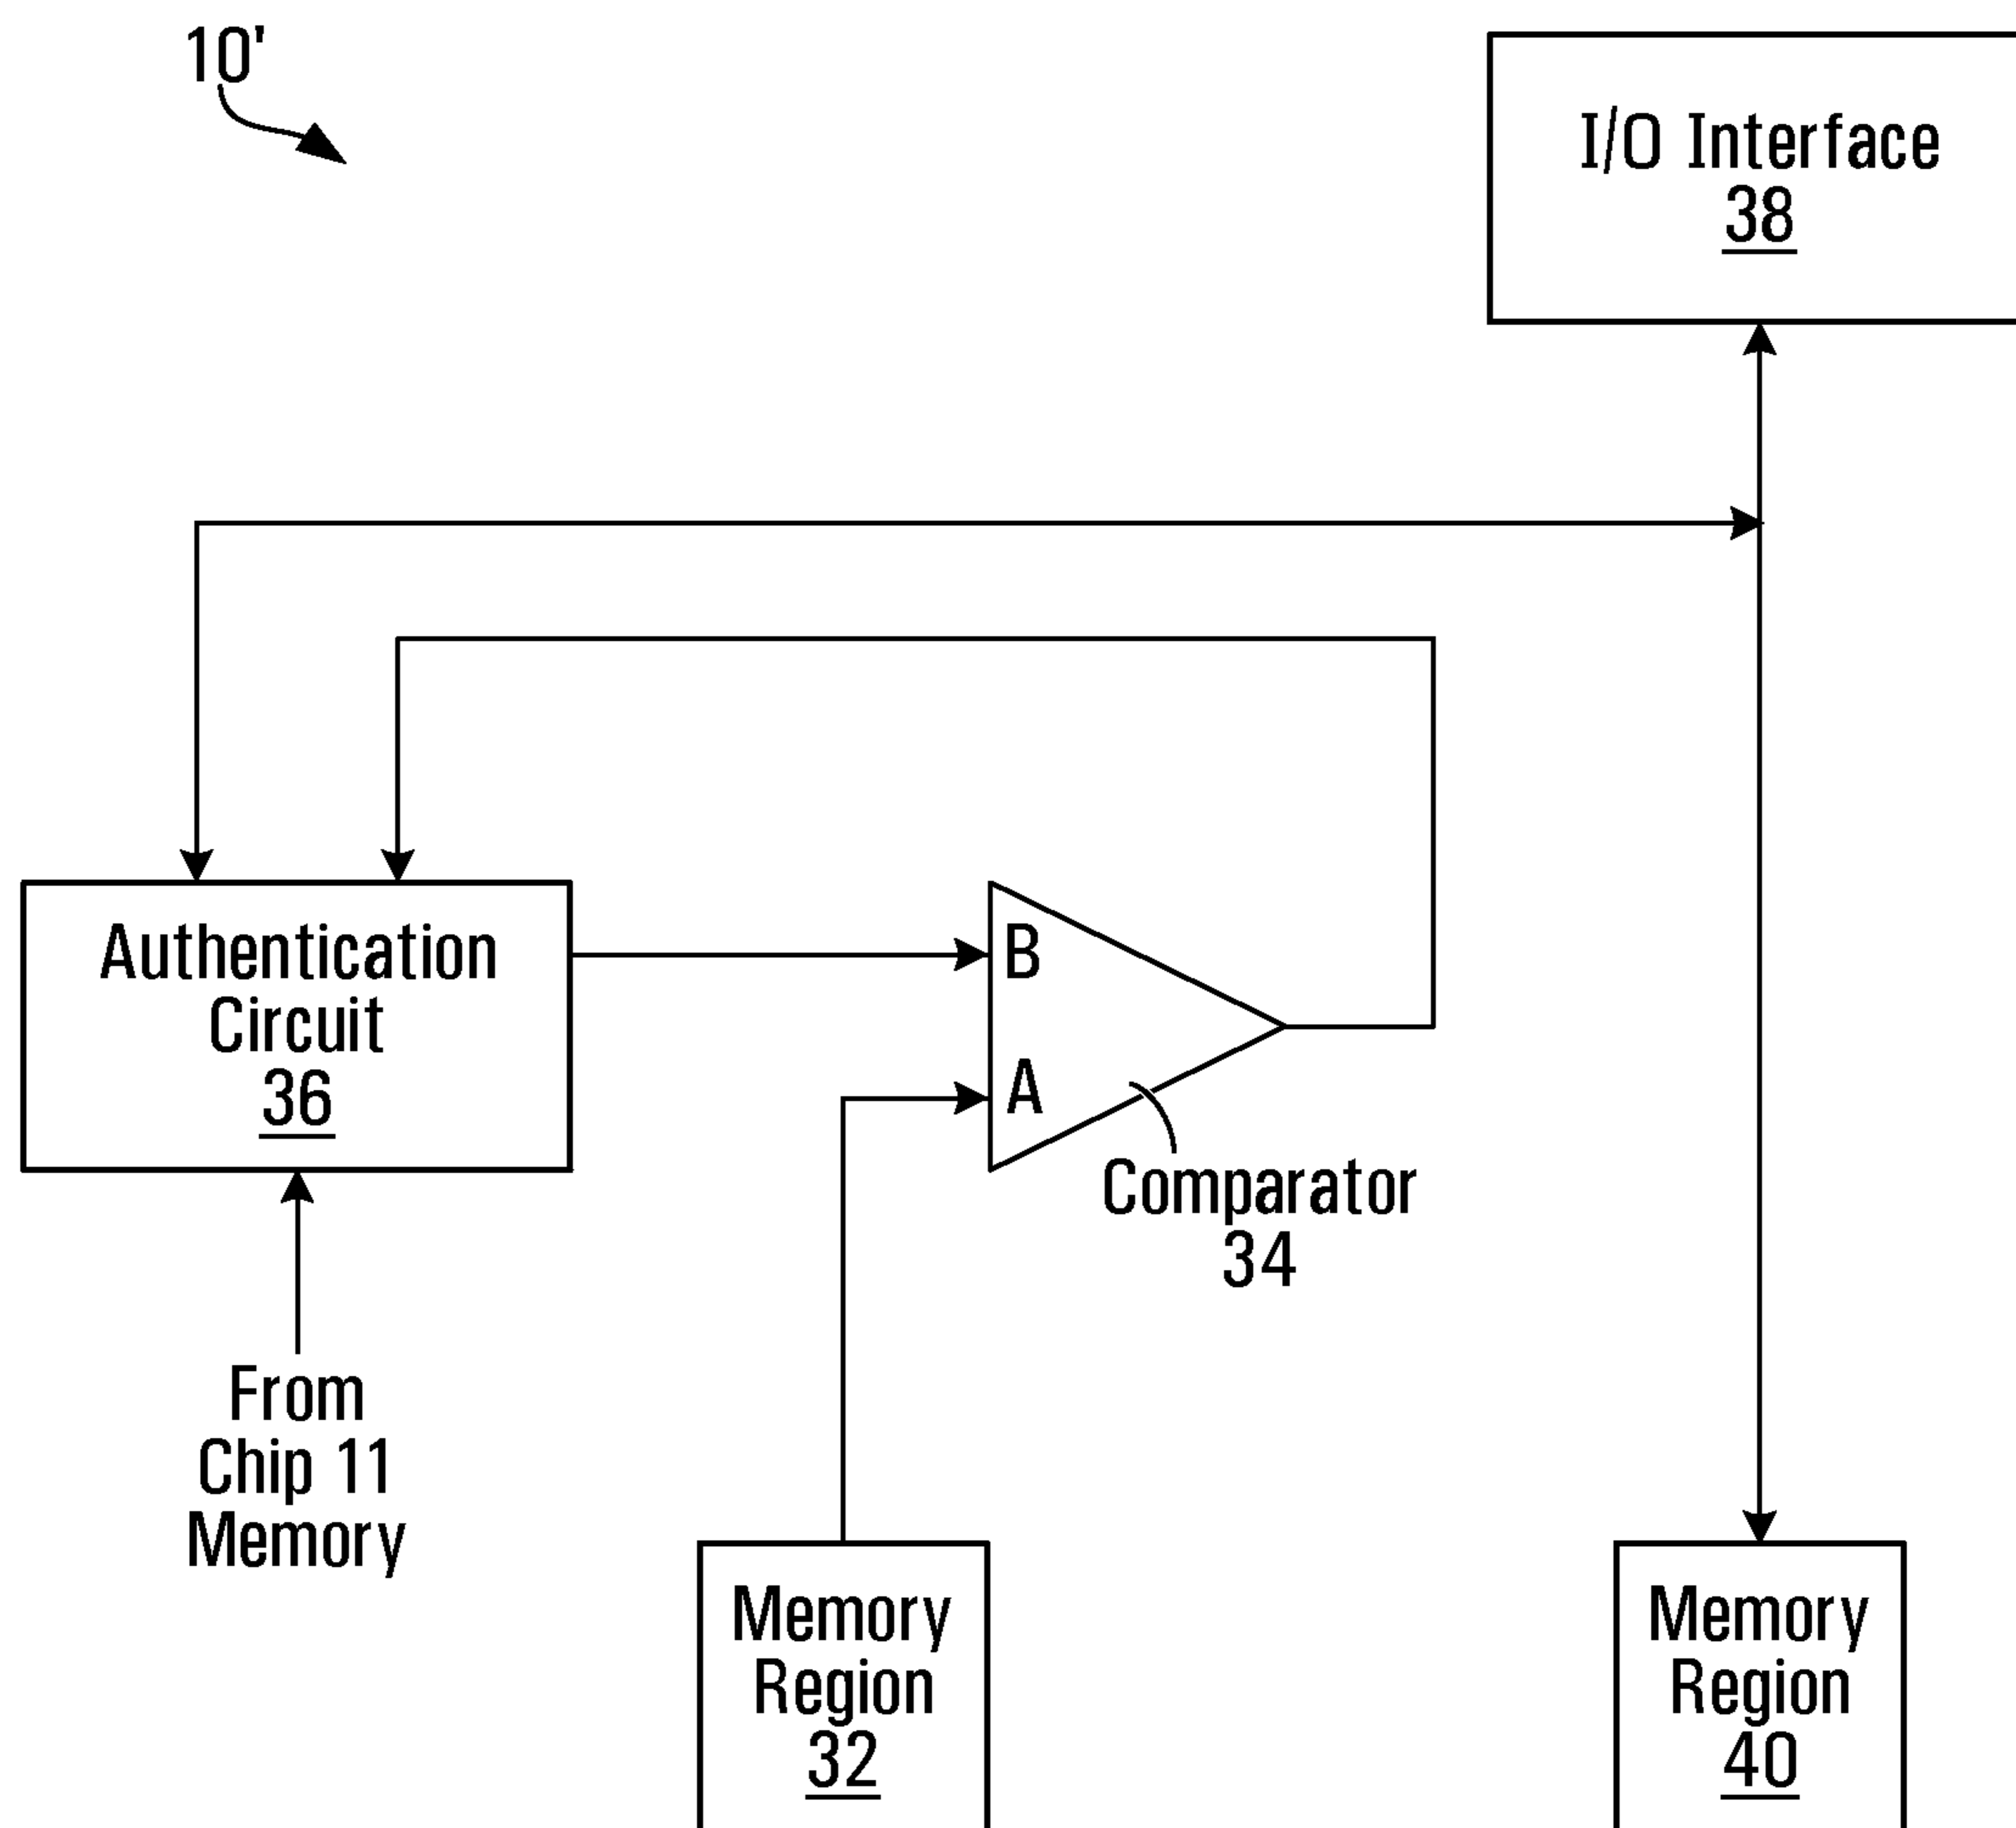 10'
I/O Interface
38
Authentication
Circuit
36
B
A
Comparator
34
From
Chip 11
Memory
Memory
Region
32
Memory
Region
40